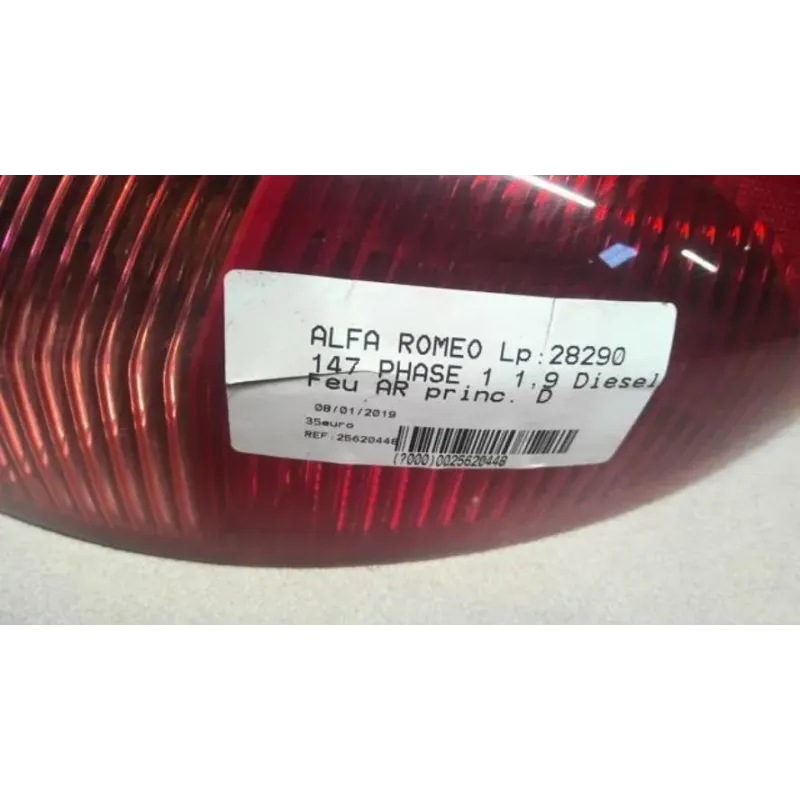 ALFA ROMEO Lp:28290
147 PHASE 1 1,9 Diesel
Feu AR princ. D
08/01/2019
35euro
REF:25620448
(?000)0025620448